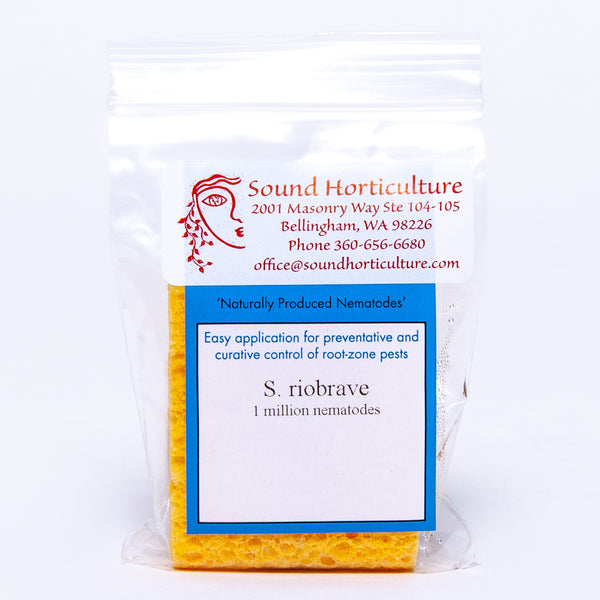 Sound Horticulture
2001 Masonry Way Ste 104-105
Bellingham, WA 98226
Phone 360-656-6680
office@soundhorticulture.com
'Naturally Produced Nematodes'
Easy application for preventative and
curative control of root-zone pests
S. riobrave
1 million nematodes